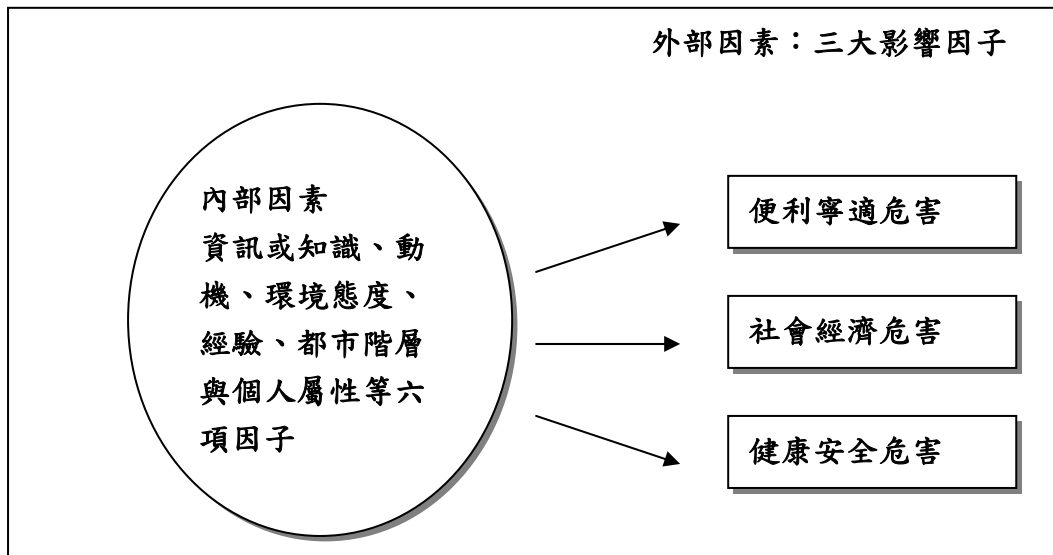 外部因素：三大影響因子
內部因素
資訊或知識、動
機、環境態度、
經驗、都市階層
與個人屬性等六
項因子
便利寧適危害
社會經濟危害
健康安全危害